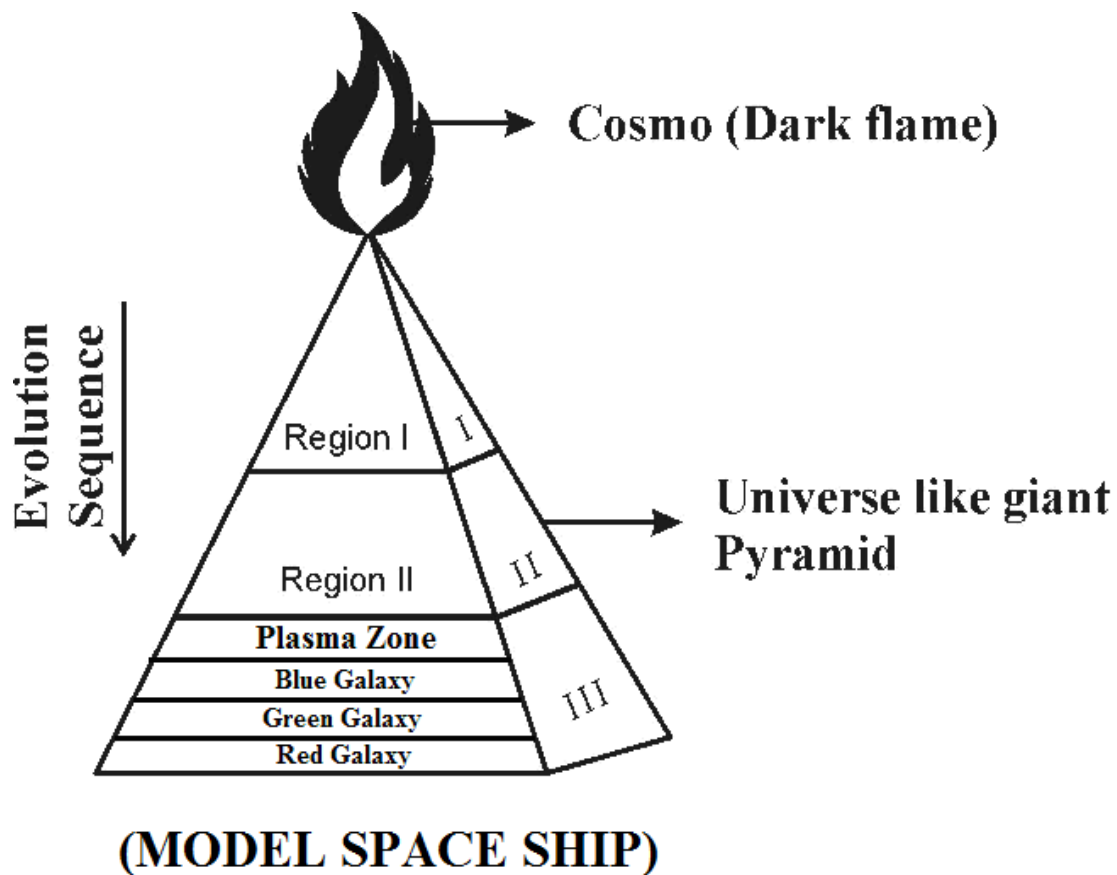 Cosmo (Dark flame)
Evolution
Sequence
Region I
I
Universe like giant
Pyramid
Region II
II
Plasma Zone
Blue Galaxy
III
Green Galaxy
Red Galaxy
(MODEL SPACE SHIP)